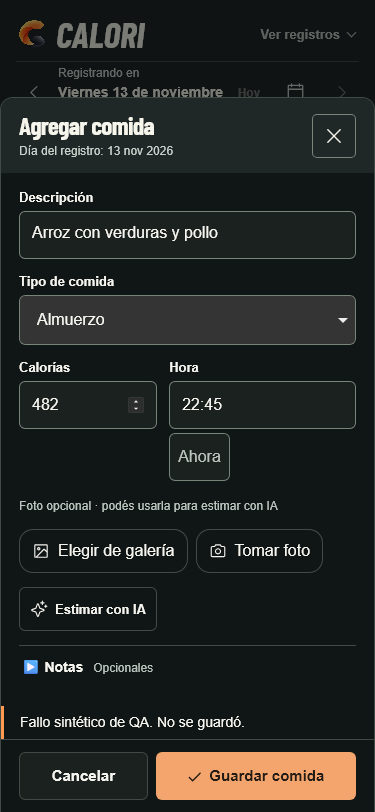 CALORI
Ver registros
Registrando en
Viernes 13 de noviembre Hoy
Agregar comida
Día del registro: 13 nov 2026
Descripción
Arroz con verduras y pollo
Tipo de comida
Almuerzo
Calorías Hora
482 22:45
Ahora
Foto opcional · podés usarla para estimar con IA
Elegir de galería Tomar foto
Estimar con IA
Notas Opcionales
Fallo sintético de QA. No se guardó.
Cancelar Guardar comida